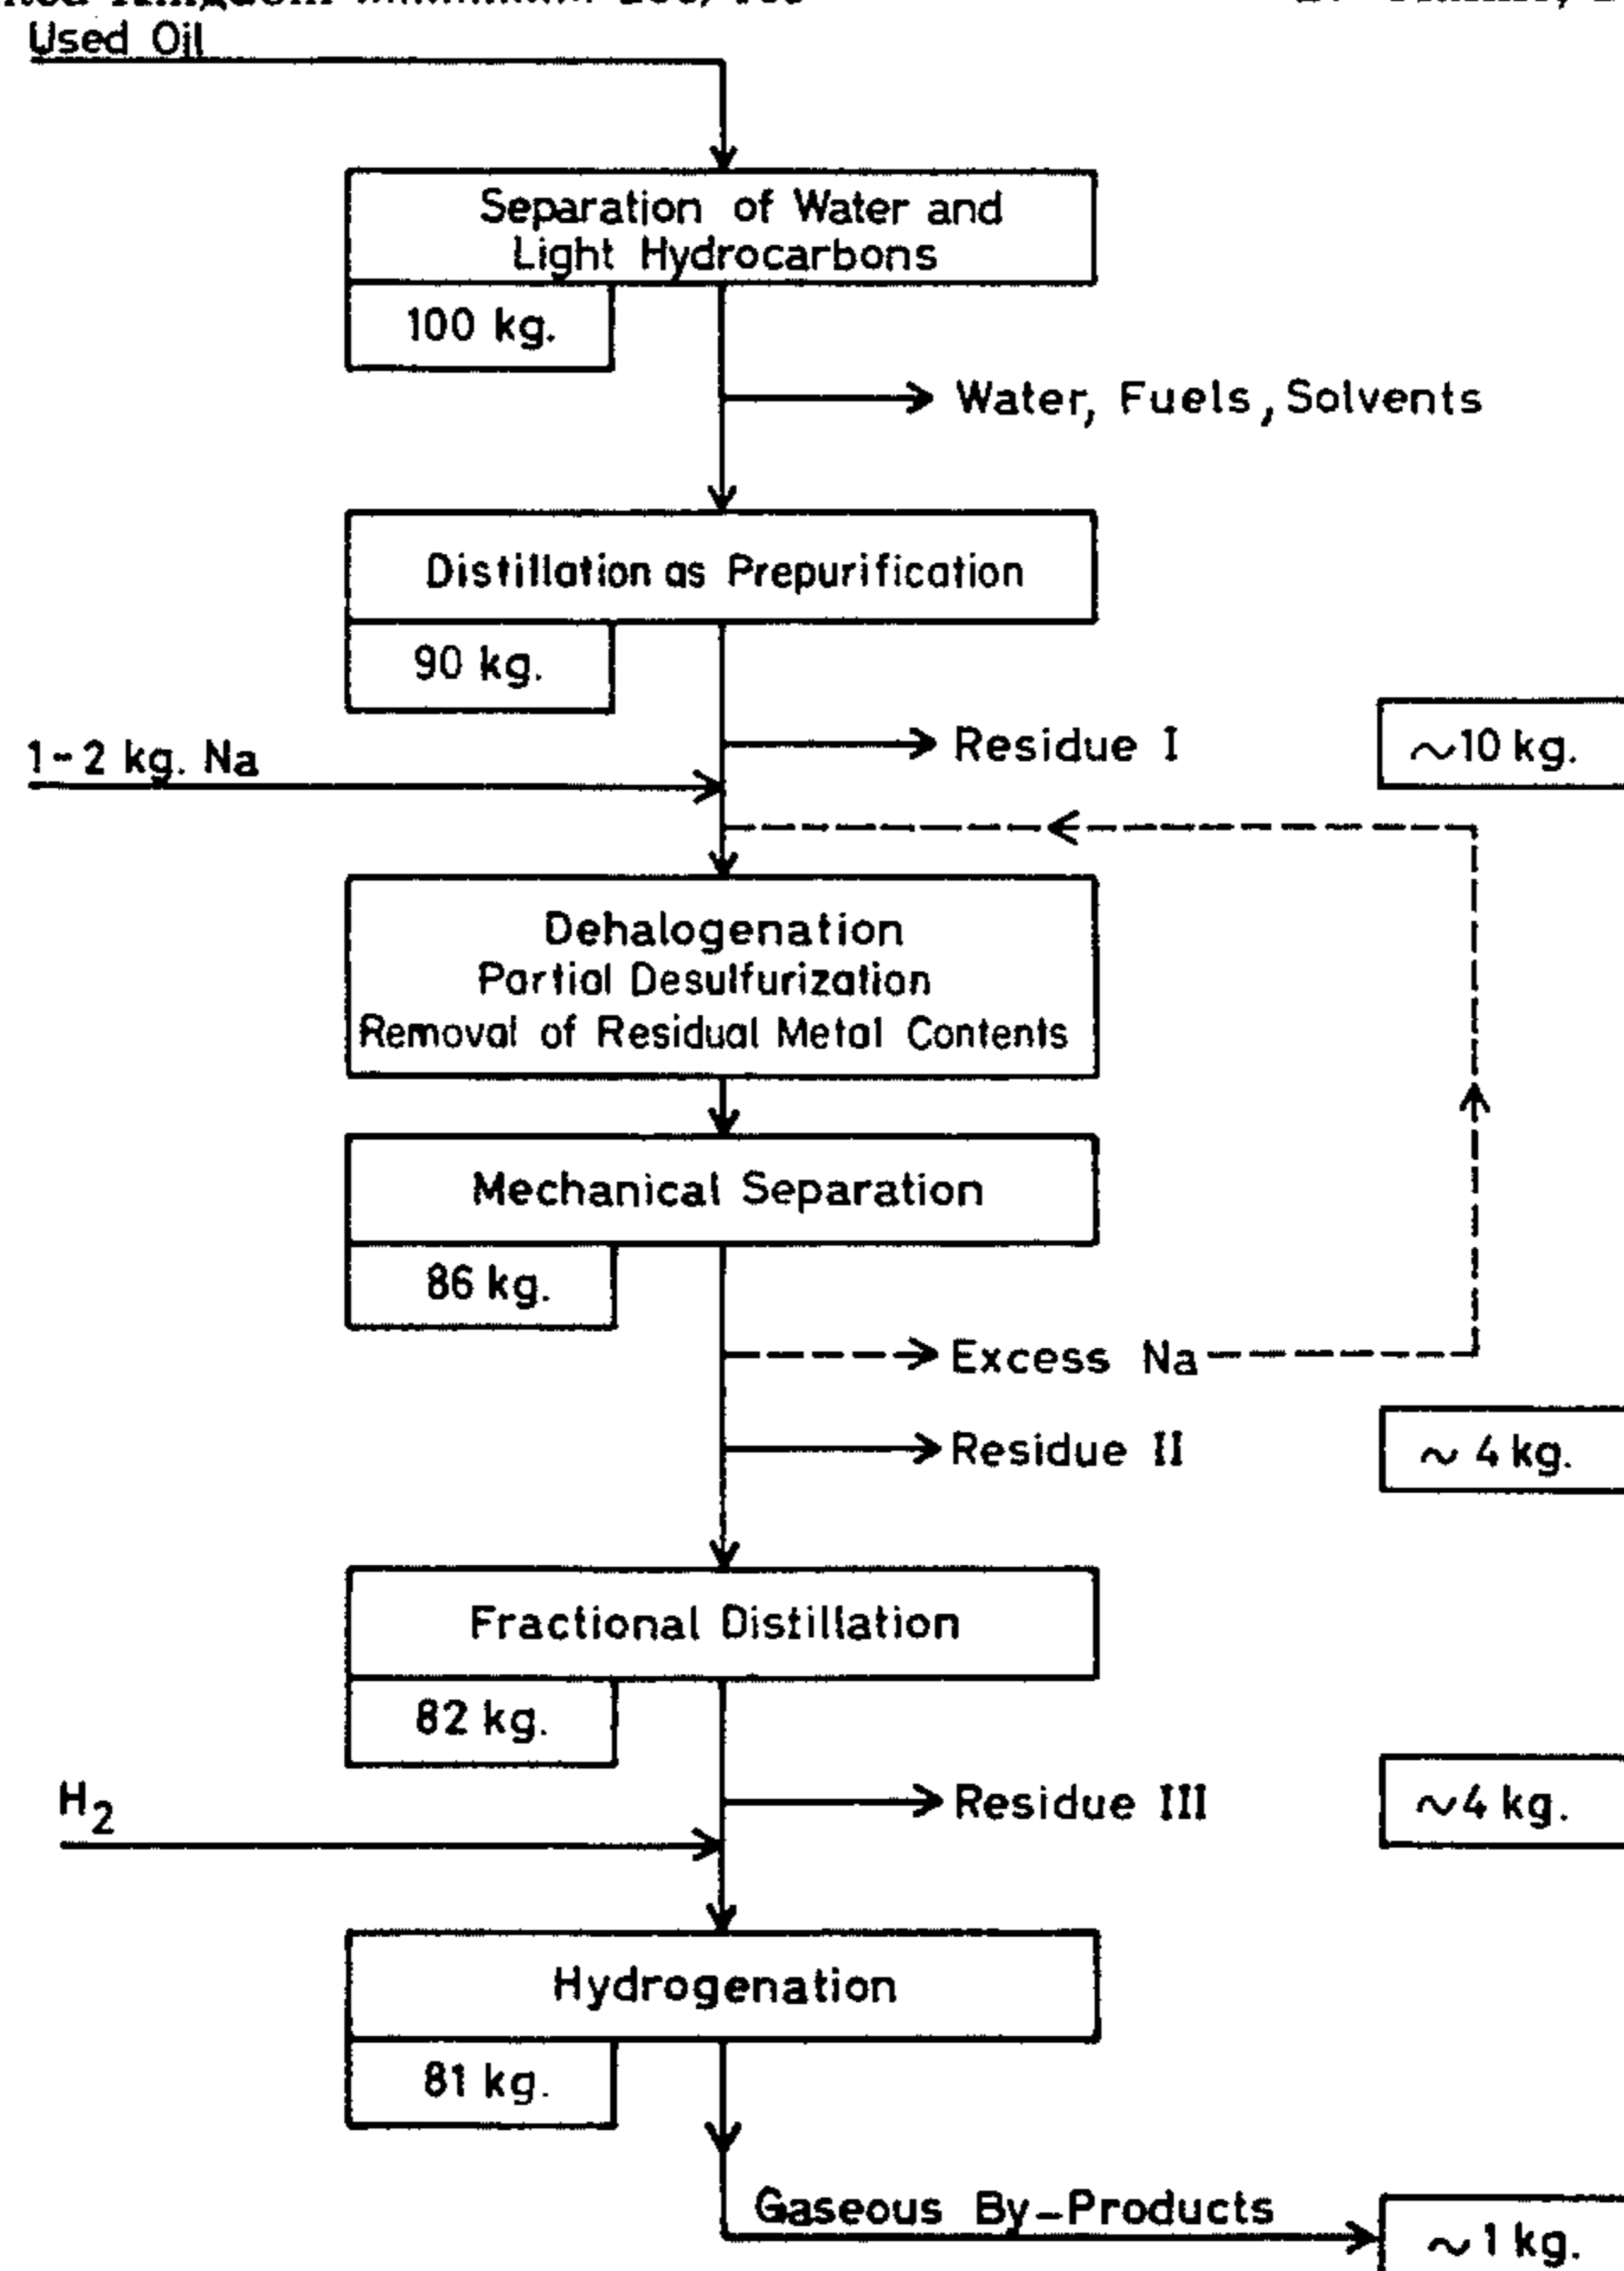 Used Oil
Separation of Water and
Light Hydrocarbons
100 kg.
Water, Fuels, Solvents
Distillation as Prepurification
90 kg.
Residue I
~10 kg.
1-2 kg. Na
Dehalogenation
Partial Desulfurization
Removal of Residual Metal Contents
Mechanical Separation
86 kg.
Excess Na
Residue II
~ 4 kg.
Fractional Distillation
82 kg.
H2
Residue III
~4 kg.
Hydrogenation
81 kg.
Gaseous By-Products
~1 kg.